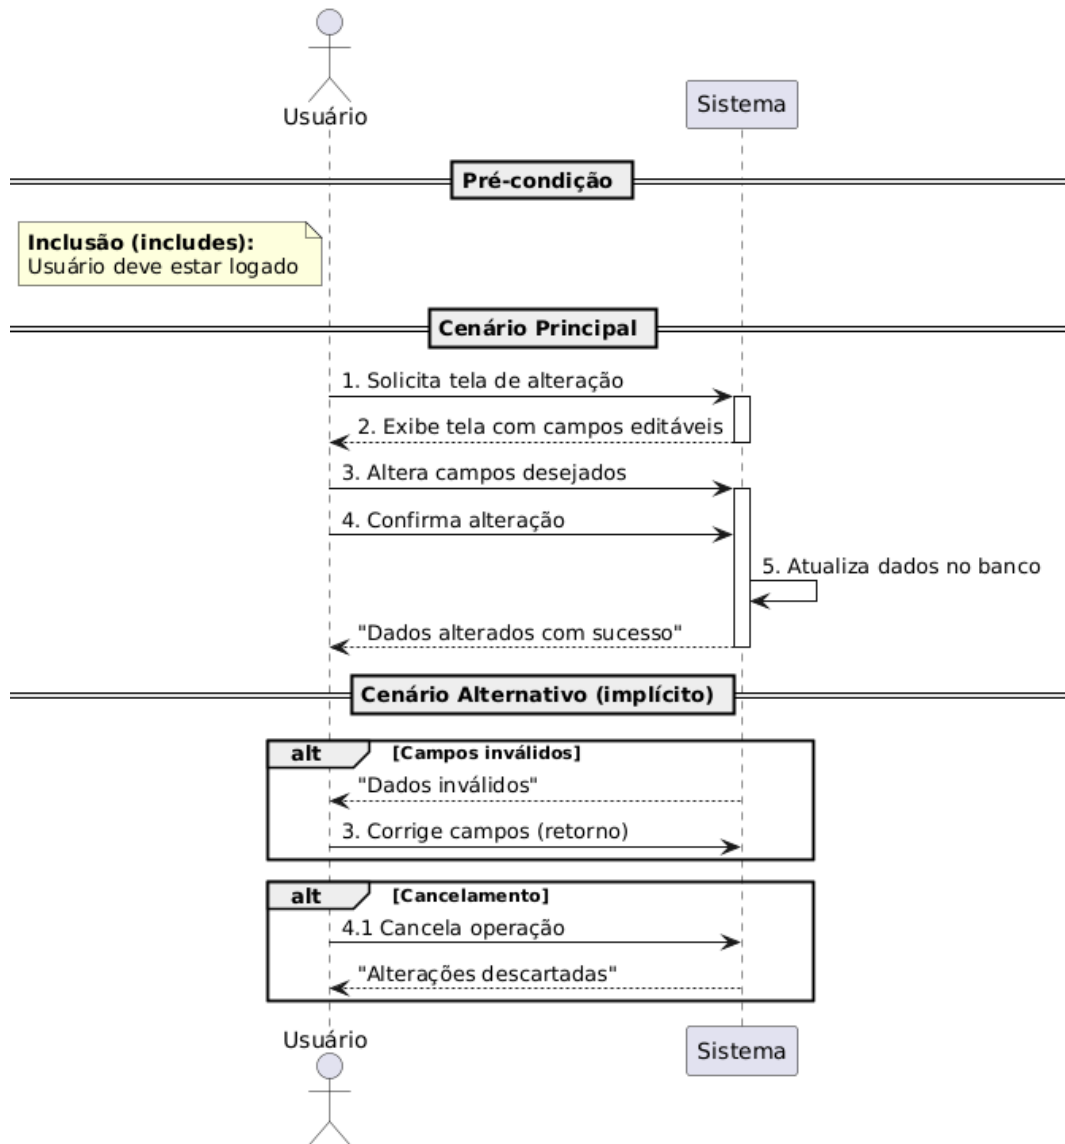 Usuário
Sistema
Pré-condição
Inclusão (includes):
Usuário deve estar logado
Cenário Principal
1. Solicita tela de alteração
2. Exibe tela com campos editáveis
3. Altera campos desejados
4. Confirma alteração
5. Atualiza dados no banco
"Dados alterados com sucesso"
Cenário Alternativo (implícito)
alt [Campos inválidos]
"Dados inválidos"
3. Corrige campos (retorno)
alt [Cancelamento]
4.1 Cancela operação
"Alterações descartadas"
Usuário
Sistema